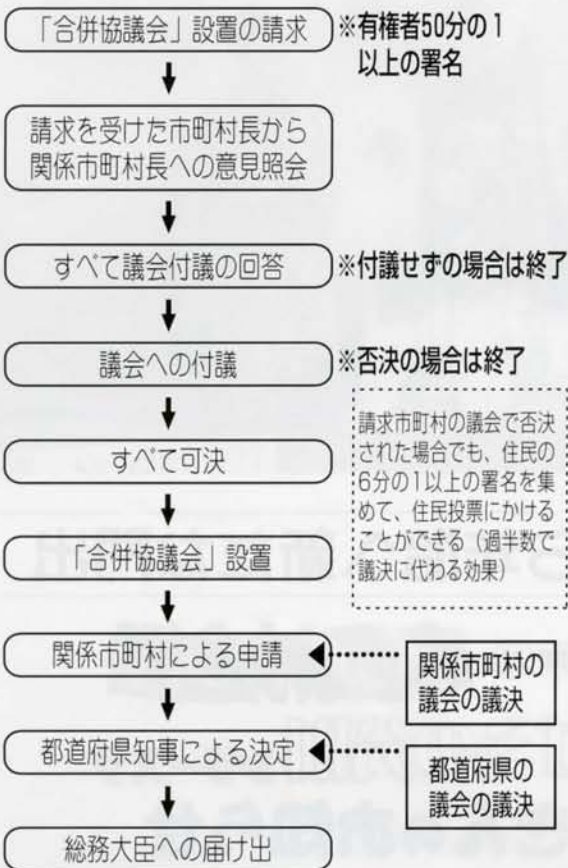 「合併協議会」設置の請求
※有権者50分の1
以上の署名
請求を受けた市町村長から
関係市町村長への意見照会
すべて議会付議の回答
※付議せずの場合は終了
議会への付議
※否決の場合は終了
請求市町村の議会で否決
された場合でも、住民の
6分の1以上の署名を集
めて、住民投票にかける
ことができる（過半数で
議決に代わる効果）
すべて可決
「合併協議会」設置
関係市町村による申請
関係市町村の
議会の議決
都道府県知事による決定
都道府県の
議会の議決
総務大臣への届け出